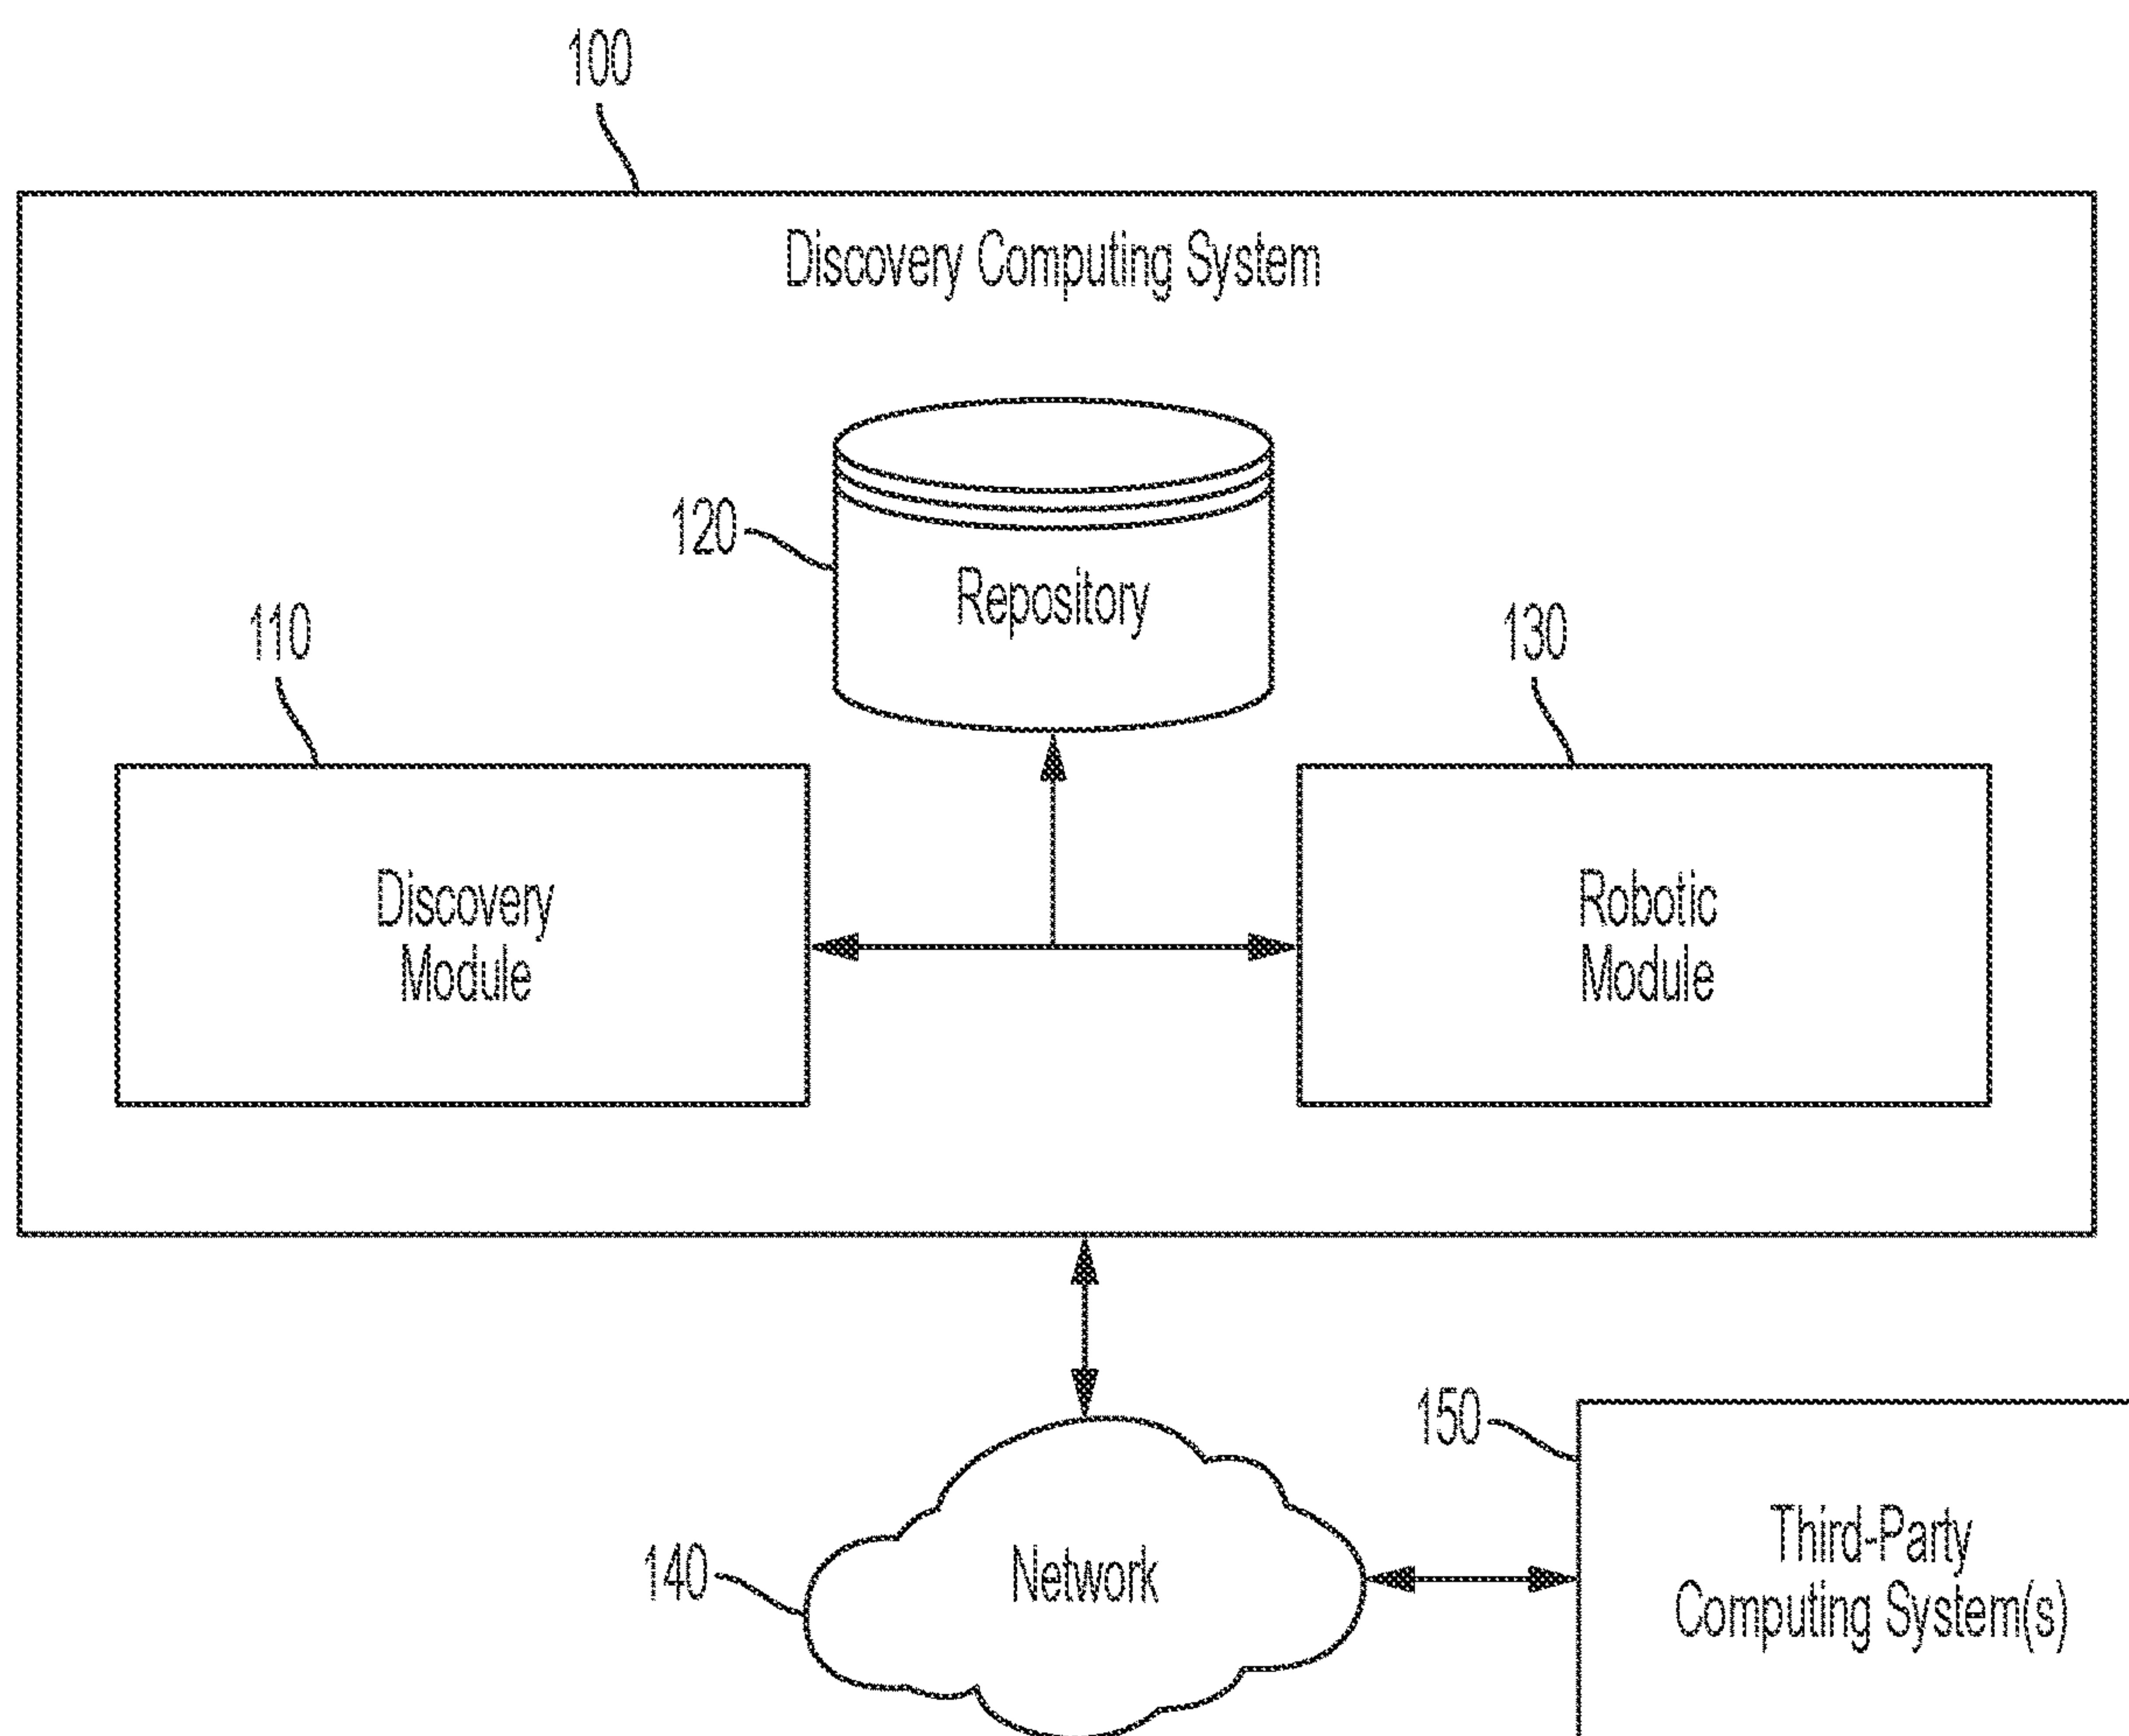 100
Discovery Computing System
120
Repository
110
130
Discovery
Module
Robotic
Module
150
Third-Party
Computing System(s)
140
Network